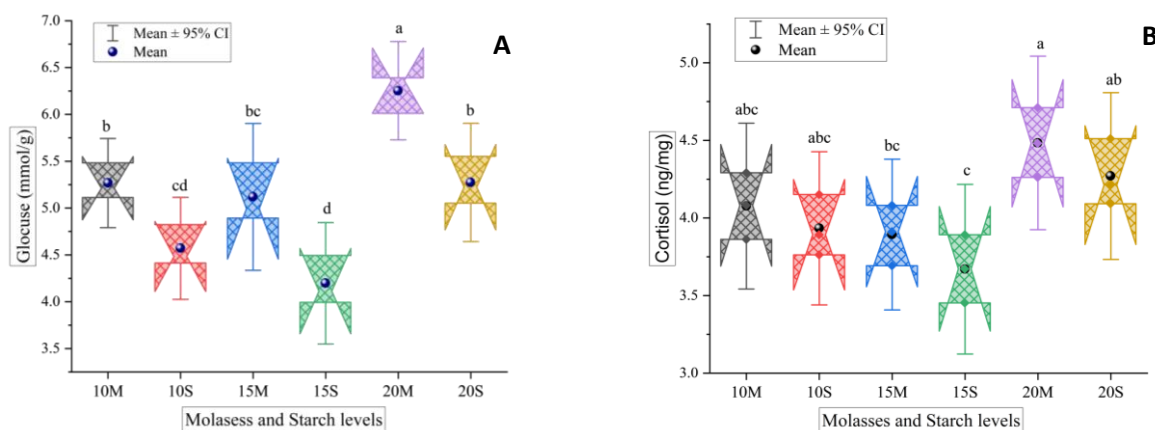 Mean ± 95% CI
Mean
A
a
b
bc
b
cd
d
Glocuse (mmol/g)
7.0
6.5
6.0
5.5
5.0
4.5
4.0
3.5
10M 10S 15M 15S 20M 20S
Molasess and Starch levels
Mean ± 95% CI
Mean
B
a
abc
abc
bc
c
ab
Cortisol (ng/mg)
5.0
4.5
4.0
3.5
3.0
10M 10S 15M 15S 20M 20S
Molasses and Starch levels